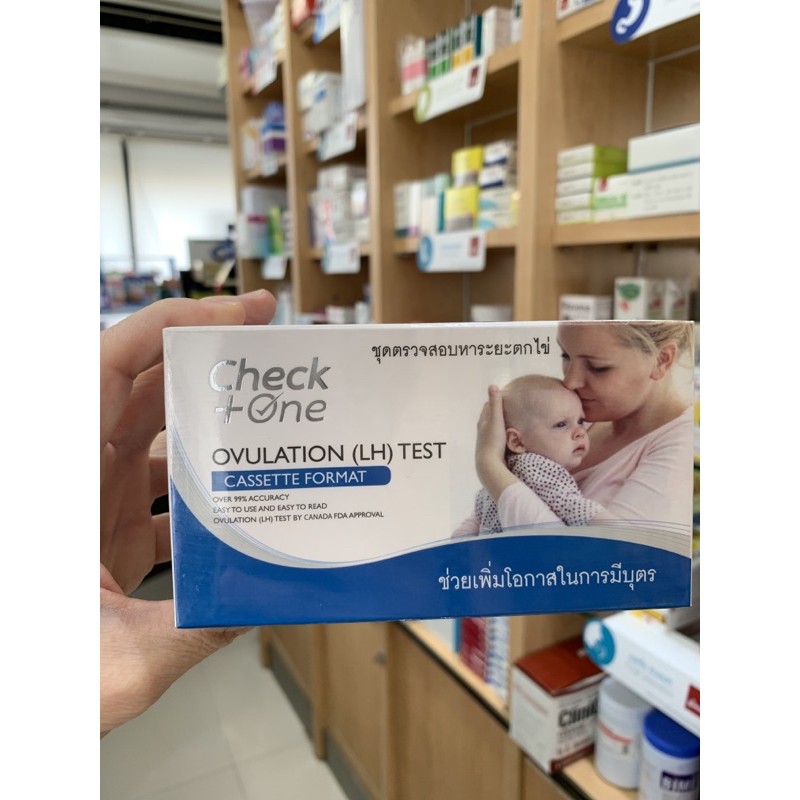 ชุดตรวจสอบหาระยะตกไข่
Check
+One
OVULATION (LH) TEST
CASSETTE FORMAT
OVER 99% ACCURACY
EASY TO USE AND EASY TO READ
OVULATION (LH) TEST BY CANADA FDA APPROVAL
ช่วยเพิ่มโอกาสในการมีบุตร